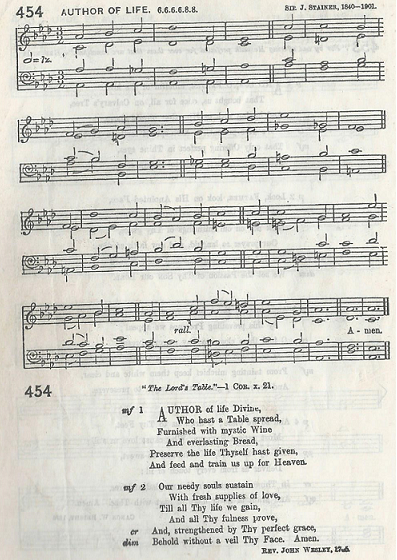 454 AUTHOR OF LIFE. 6.6.6.6.8.8. SIR J. STAINER, 1840–1901.
rall.
A - men.
454
"The Lord's Table."—1 COR. x. 21.
mf 1 AUTHOR of life Divine,
Who hast a Table spread,
Furnished with mystic Wine
And everlasting Bread,
Preserve the life Thyself hast given,
And feed and train us up for Heaven.
mf 2 Our needy souls sustain
With fresh supplies of love,
Till all Thy life we gain,
And all Thy fulness prove,
cr And, strengthened by Thy perfect grace,
dim Behold without a veil Thy Face. Amen.
REV. JOHN WESLEY,